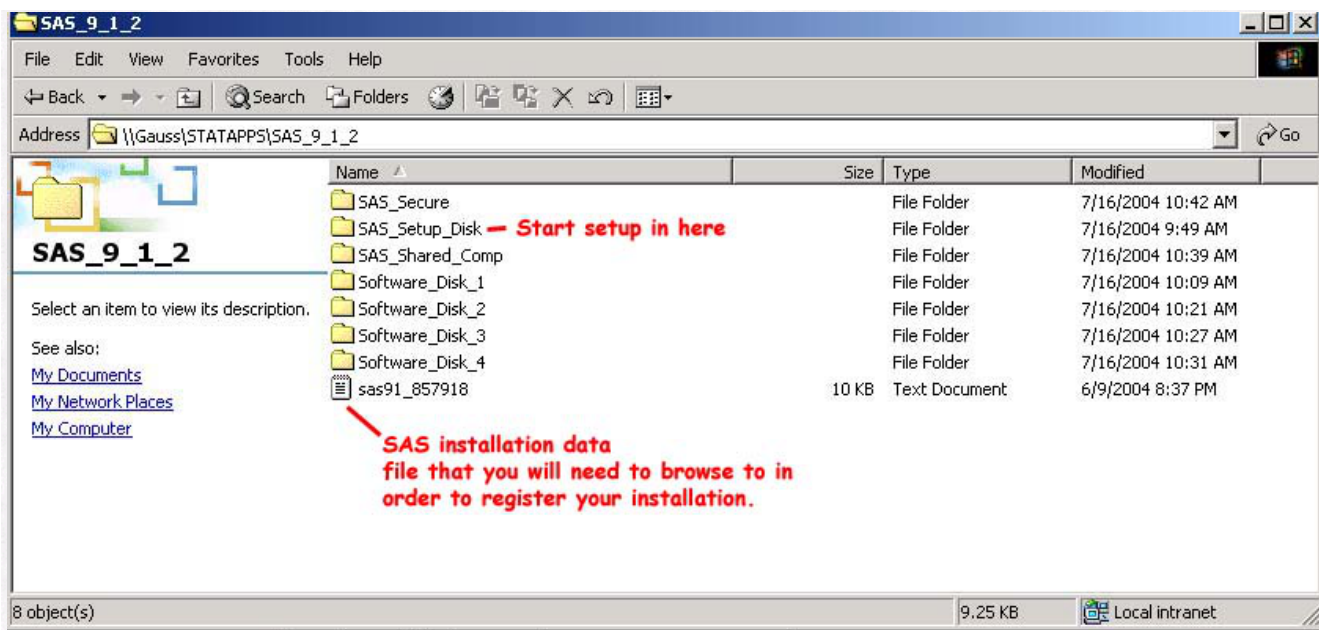 SAS_9_1_2
File Edit View Favorites Tools Help
Back Search Folders
Address \\Gauss\STATAPPS\SAS_9_1_2 Go
Name Size Type Modified
SAS_Secure File Folder 7/16/2004 10:42 AM
SAS_Setup_Disk — Start setup in here File Folder 7/16/2004 9:49 AM
SAS_Shared_Comp File Folder 7/16/2004 10:39 AM
Software_Disk_1 File Folder 7/16/2004 10:09 AM
Software_Disk_2 File Folder 7/16/2004 10:21 AM
Software_Disk_3 File Folder 7/16/2004 10:27 AM
Software_Disk_4 File Folder 7/16/2004 10:31 AM
sas91_857918 10 KB Text Document 6/9/2004 8:37 PM
SAS_9_1_2
Select an item to view its description.
See also:
My Documents
My Network Places
My Computer
SAS installation data
file that you will need to browse to in
order to register your installation.
8 object(s) 9.25 KB Local intranet